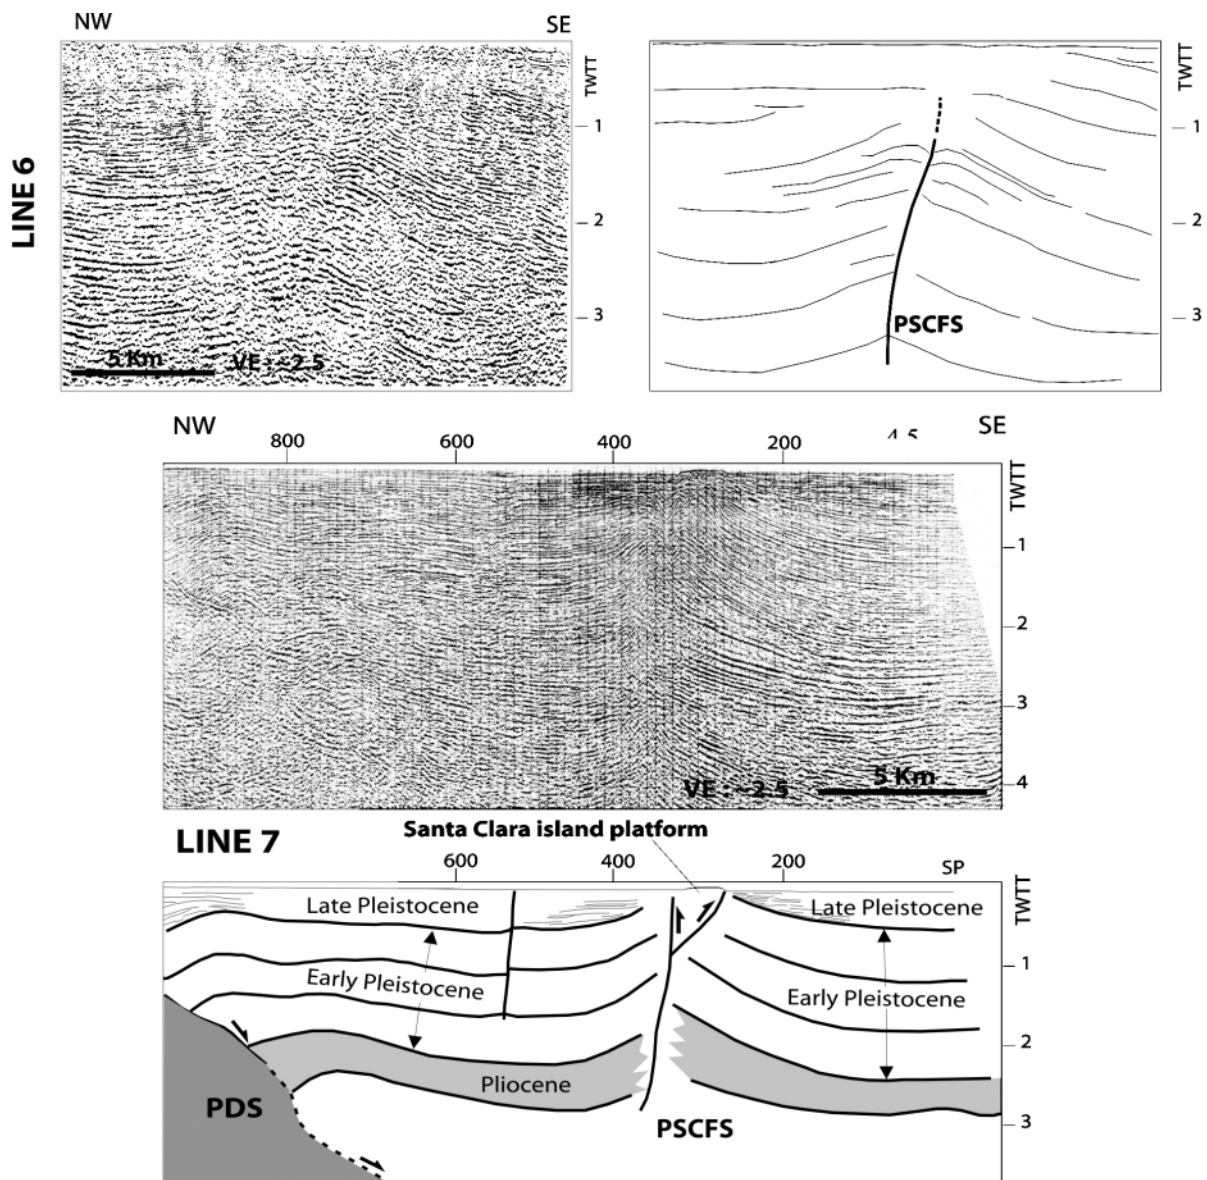 NW
SE
TWTT
1
2
3
LINE 6
5 Km
VE : ~2.5
TWTT
1
2
3
PSCFS
NW
SE
800
600
400
200
TWTT
1
2
3
4
VE : ~2.5
5 Km
LINE 7
Santa Clara island platform
600
400
200
SP
TWTT
Late Pleistocene
Late Pleistocene
1
Early Pleistocene
Early Pleistocene
2
Pliocene
PDS
PSCFS
3